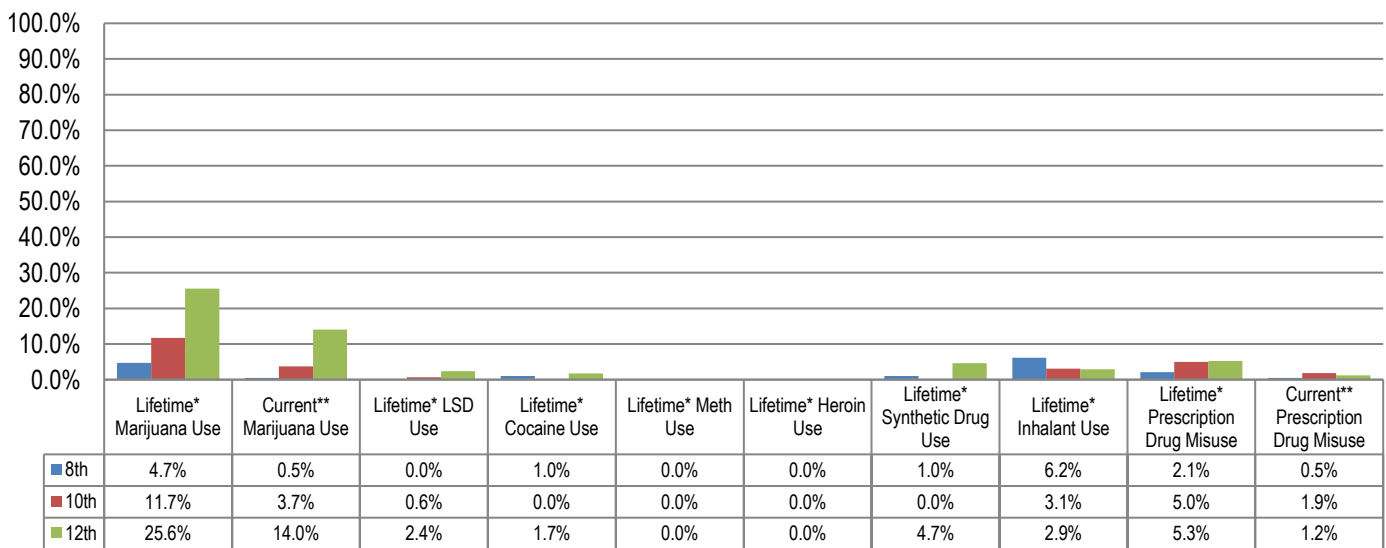 100.0%
90.0%
80.0%
70.0%
60.0%
50.0%
40.0%
30.0%
20.0%
10.0%
0.0%
Lifetime*
Marijuana Use
Current**
Marijuana Use
Lifetime* LSD
Use
Lifetime*
Cocaine Use
Lifetime* Meth
Use
Lifetime* Heroin
Use
Lifetime*
Synthetic Drug
Use
Lifetime*
Inhalant Use
Lifetime*
Prescription
Drug Misuse
Current**
Prescription
Drug Misuse
8th 4.7% 0.5% 0.0% 1.0% 0.0% 0.0% 1.0% 6.2% 2.1% 0.5%
10th 11.7% 3.7% 0.6% 0.0% 0.0% 0.0% 0.0% 3.1% 5.0% 1.9%
12th 25.6% 14.0% 2.4% 1.7% 0.0% 0.0% 4.7% 2.9% 5.3% 1.2%